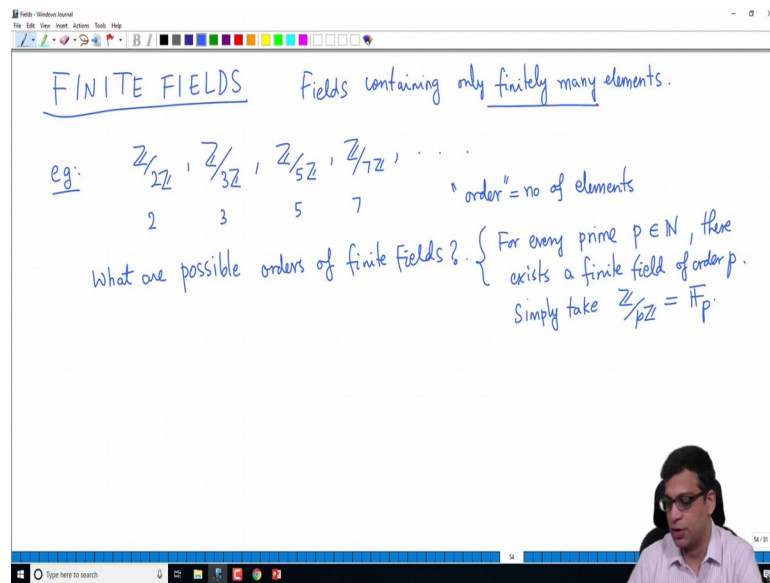 Fields - Windows Journal
File Edit View Insert Actions Tools Help
FINITE FIELDS Fields containing only finitely many elements.
eg: ℤ/2ℤ , ℤ/3ℤ , ℤ/5ℤ , ℤ/7ℤ , . . .
2 3 5 7
"order" = no of elements
What are possible orders of finite fields?
{ For every prime p ∈ ℕ, there
exists a finite field of order p.
Simply take ℤ/pℤ = 𝔽p.
54
54 / 81
Type here to search